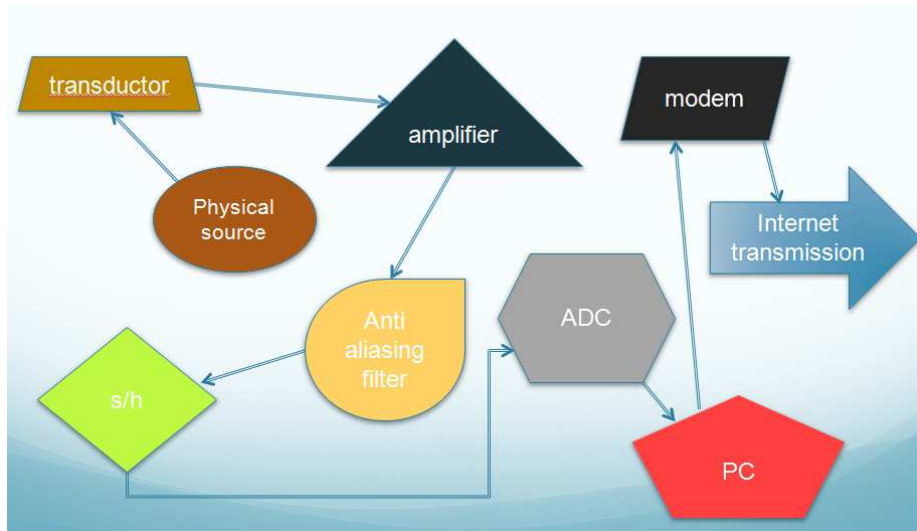 transductor
amplifier
modem
Physical
source
Internet
transmission
Anti
aliasing
filter
ADC
s/h
PC